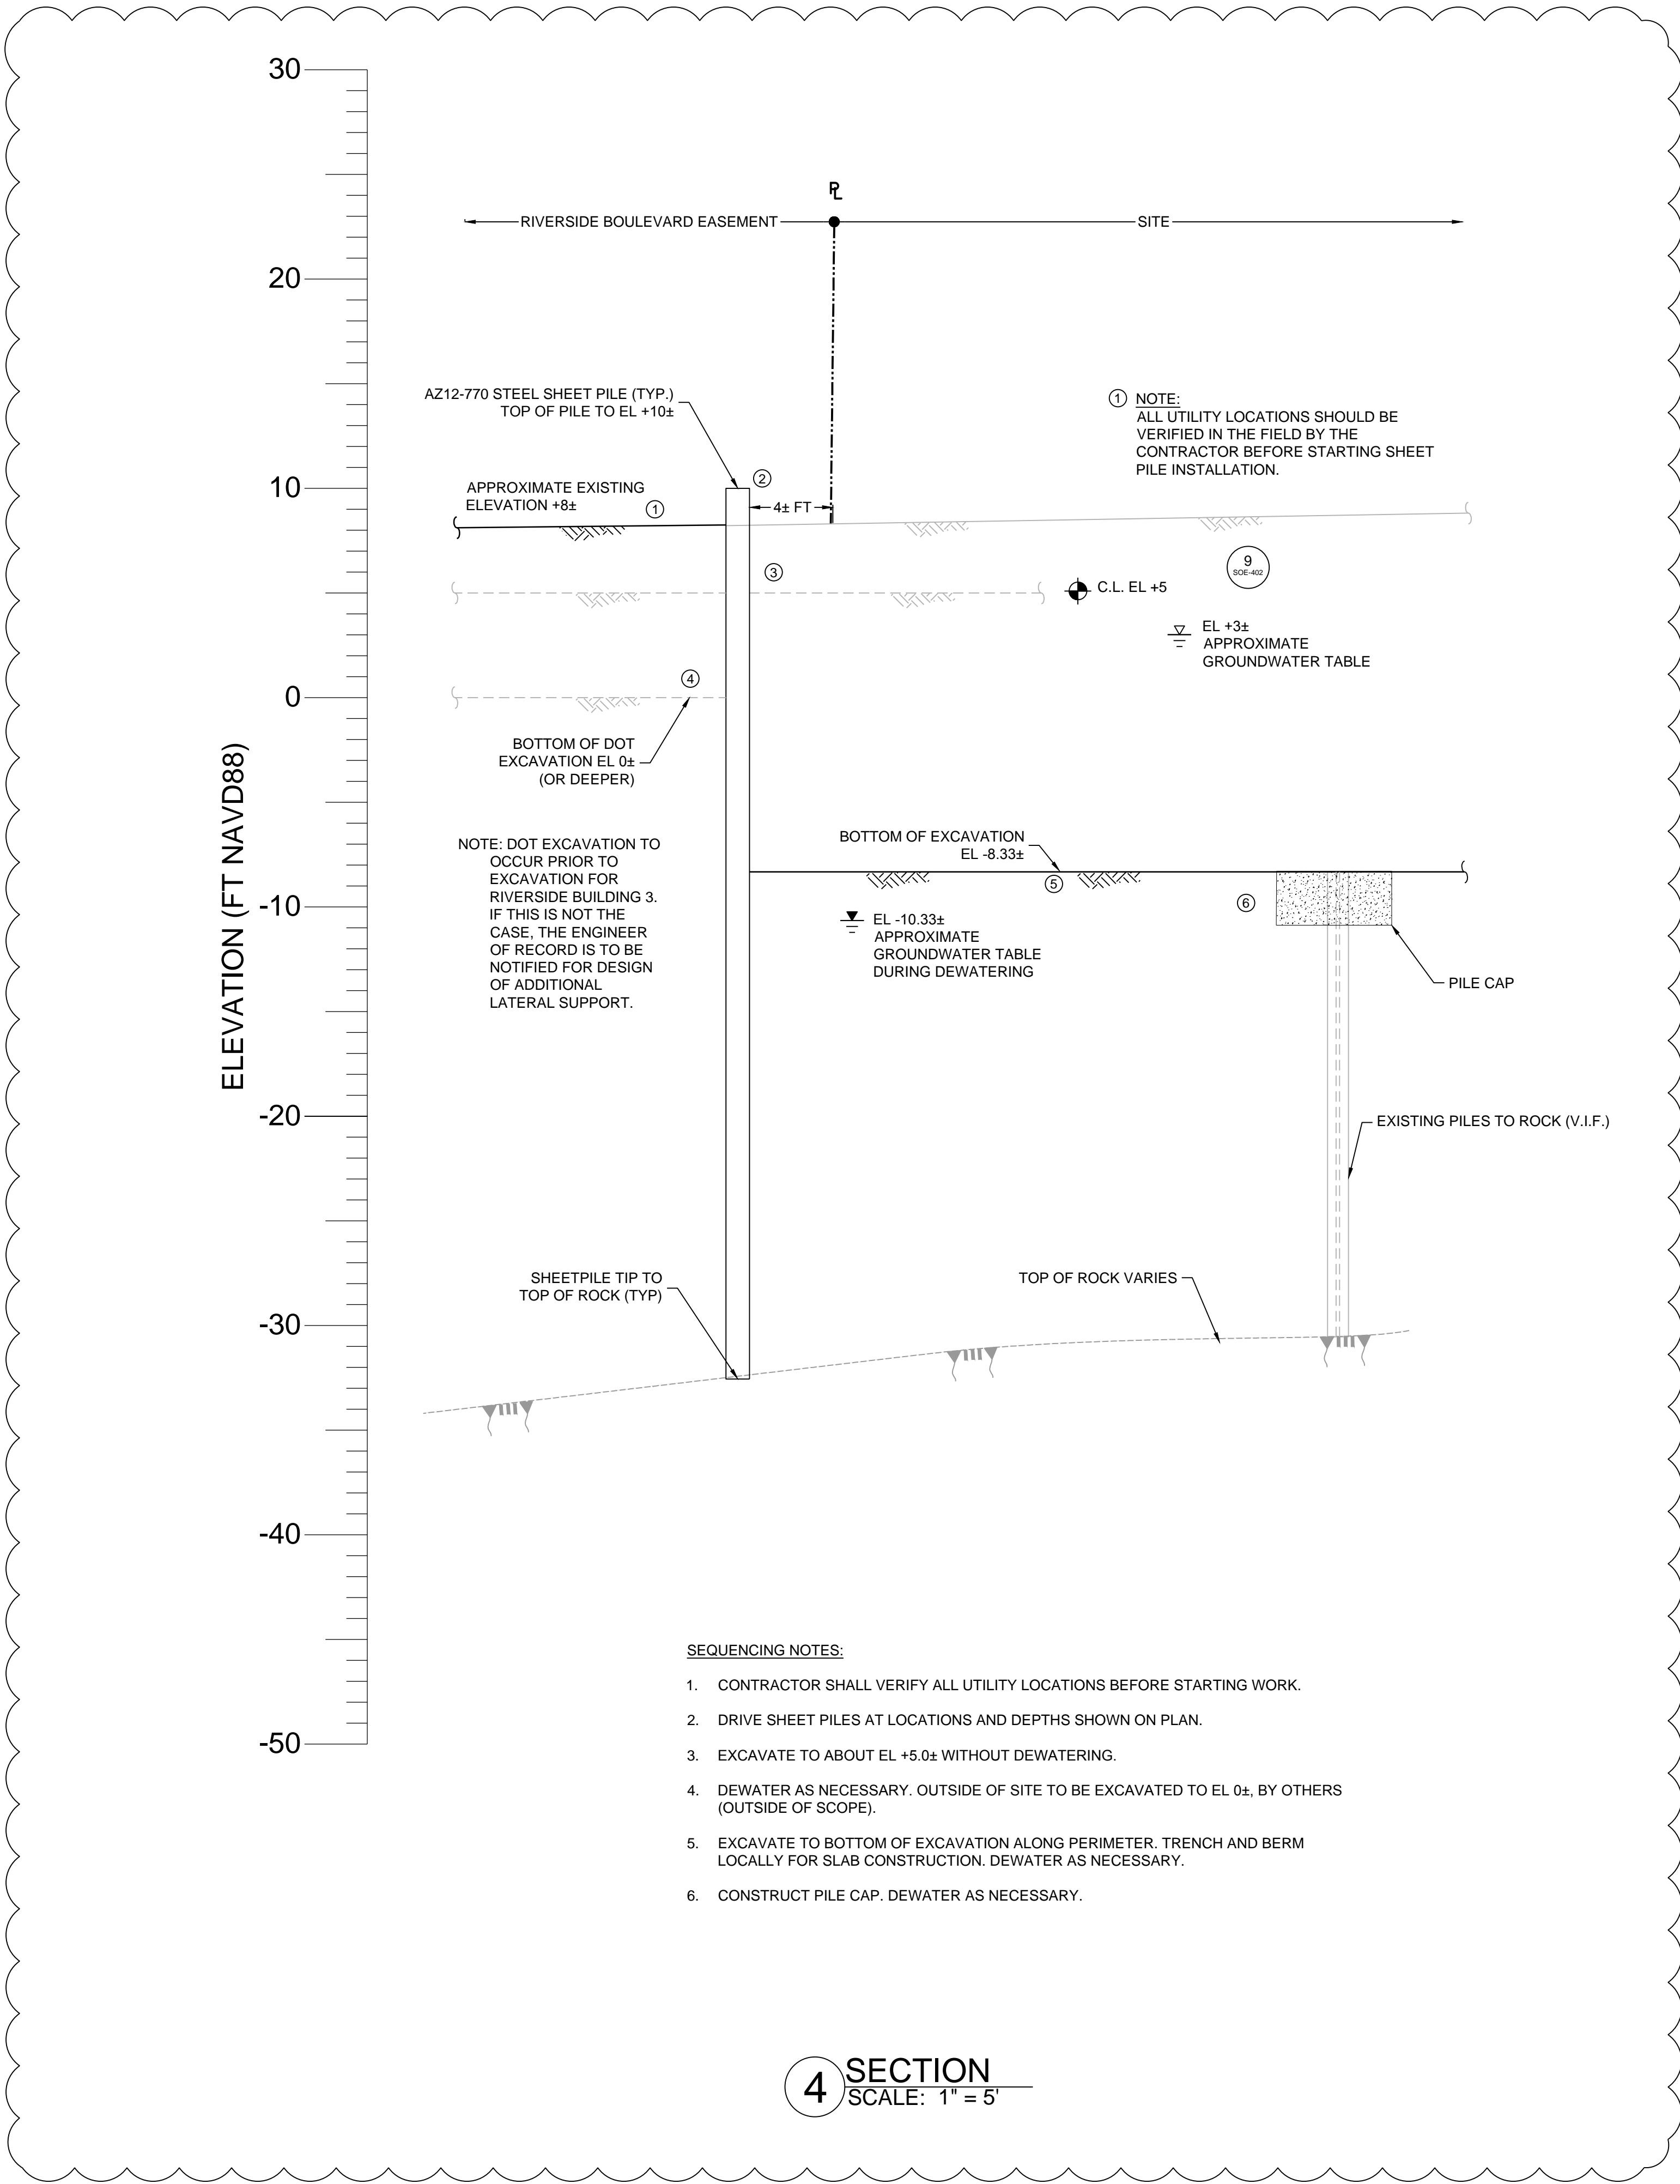 30
20
10
0
-10
-20
-30
-40
-50
ELEVATION (FT NAVD88)
PL
RIVERSIDE BOULEVARD EASEMENT
SITE
AZ12-770 STEEL SHEET PILE (TYP.)
TOP OF PILE TO EL +10±
2
APPROXIMATE EXISTING
ELEVATION +8±
1
4± FT
1 NOTE:
ALL UTILITY LOCATIONS SHOULD BE
VERIFIED IN THE FIELD BY THE
CONTRACTOR BEFORE STARTING SHEET
PILE INSTALLATION.
3
9
SOE-402
C.L. EL +5
EL +3±
APPROXIMATE
GROUNDWATER TABLE
4
BOTTOM OF DOT
EXCAVATION EL 0±
(OR DEEPER)
NOTE: DOT EXCAVATION TO
OCCUR PRIOR TO
EXCAVATION FOR
RIVERSIDE BUILDING 3.
IF THIS IS NOT THE
CASE, THE ENGINEER
OF RECORD IS TO BE
NOTIFIED FOR DESIGN
OF ADDITIONAL
LATERAL SUPPORT.
BOTTOM OF EXCAVATION
EL -8.33±
5
6
EL -10.33±
APPROXIMATE
GROUNDWATER TABLE
DURING DEWATERING
PILE CAP
EXISTING PILES TO ROCK (V.I.F.)
SHEETPILE TIP TO
TOP OF ROCK (TYP)
TOP OF ROCK VARIES
SEQUENCING NOTES:
1. CONTRACTOR SHALL VERIFY ALL UTILITY LOCATIONS BEFORE STARTING WORK.
2. DRIVE SHEET PILES AT LOCATIONS AND DEPTHS SHOWN ON PLAN.
3. EXCAVATE TO ABOUT EL +5.0± WITHOUT DEWATERING.
4. DEWATER AS NECESSARY. OUTSIDE OF SITE TO BE EXCAVATED TO EL 0±, BY OTHERS
(OUTSIDE OF SCOPE).
5. EXCAVATE TO BOTTOM OF EXCAVATION ALONG PERIMETER. TRENCH AND BERM
LOCALLY FOR SLAB CONSTRUCTION. DEWATER AS NECESSARY.
6. CONSTRUCT PILE CAP. DEWATER AS NECESSARY.
4 SECTION
SCALE: 1" = 5'